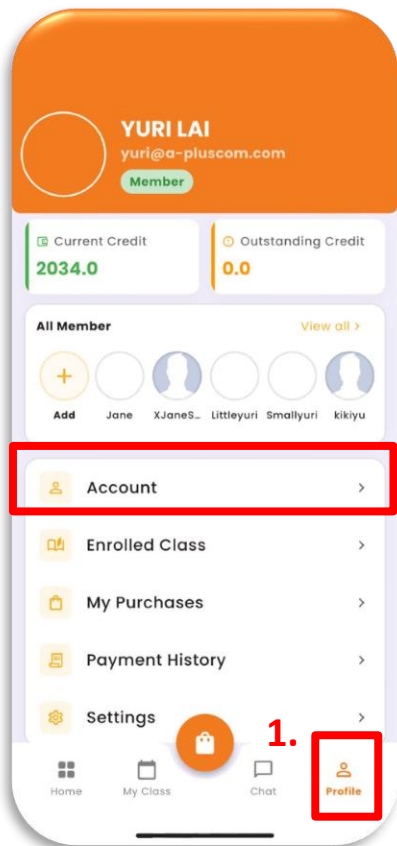 YURI LAI
yuri@a-pluscom.com
Member
Current Credit
2034.0
Outstanding Credit
0.0
All Member
View all >
Add
Jane
XJaneS...
Littleyuri
Smallyuri
kikiyu
Account
Enrolled Class
My Purchases
Payment History
Settings
1.
Home
My Class
Chat
Profile